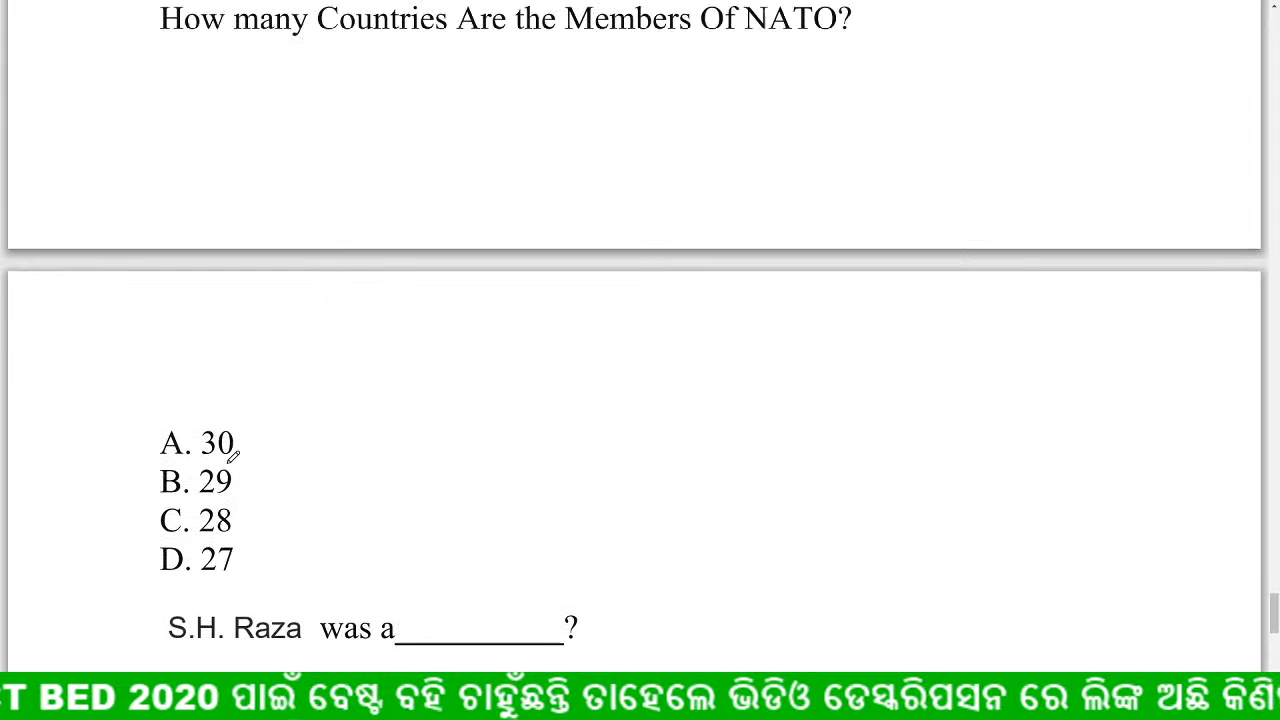 How many Countries Are the Members Of NATO?
A. 30
B. 29
C. 28
D. 27
S.H. Raza was a__________?
CT BED 2020 ପାଇଁ ବେଷ୍ଟ ବହି ଚାହୁଁଛନ୍ତି ତାହେଲେ ଭିଡିଓ ଡେସ୍କରିପସନ ରେ ଲିଙ୍କ ଅଛି କିଣି